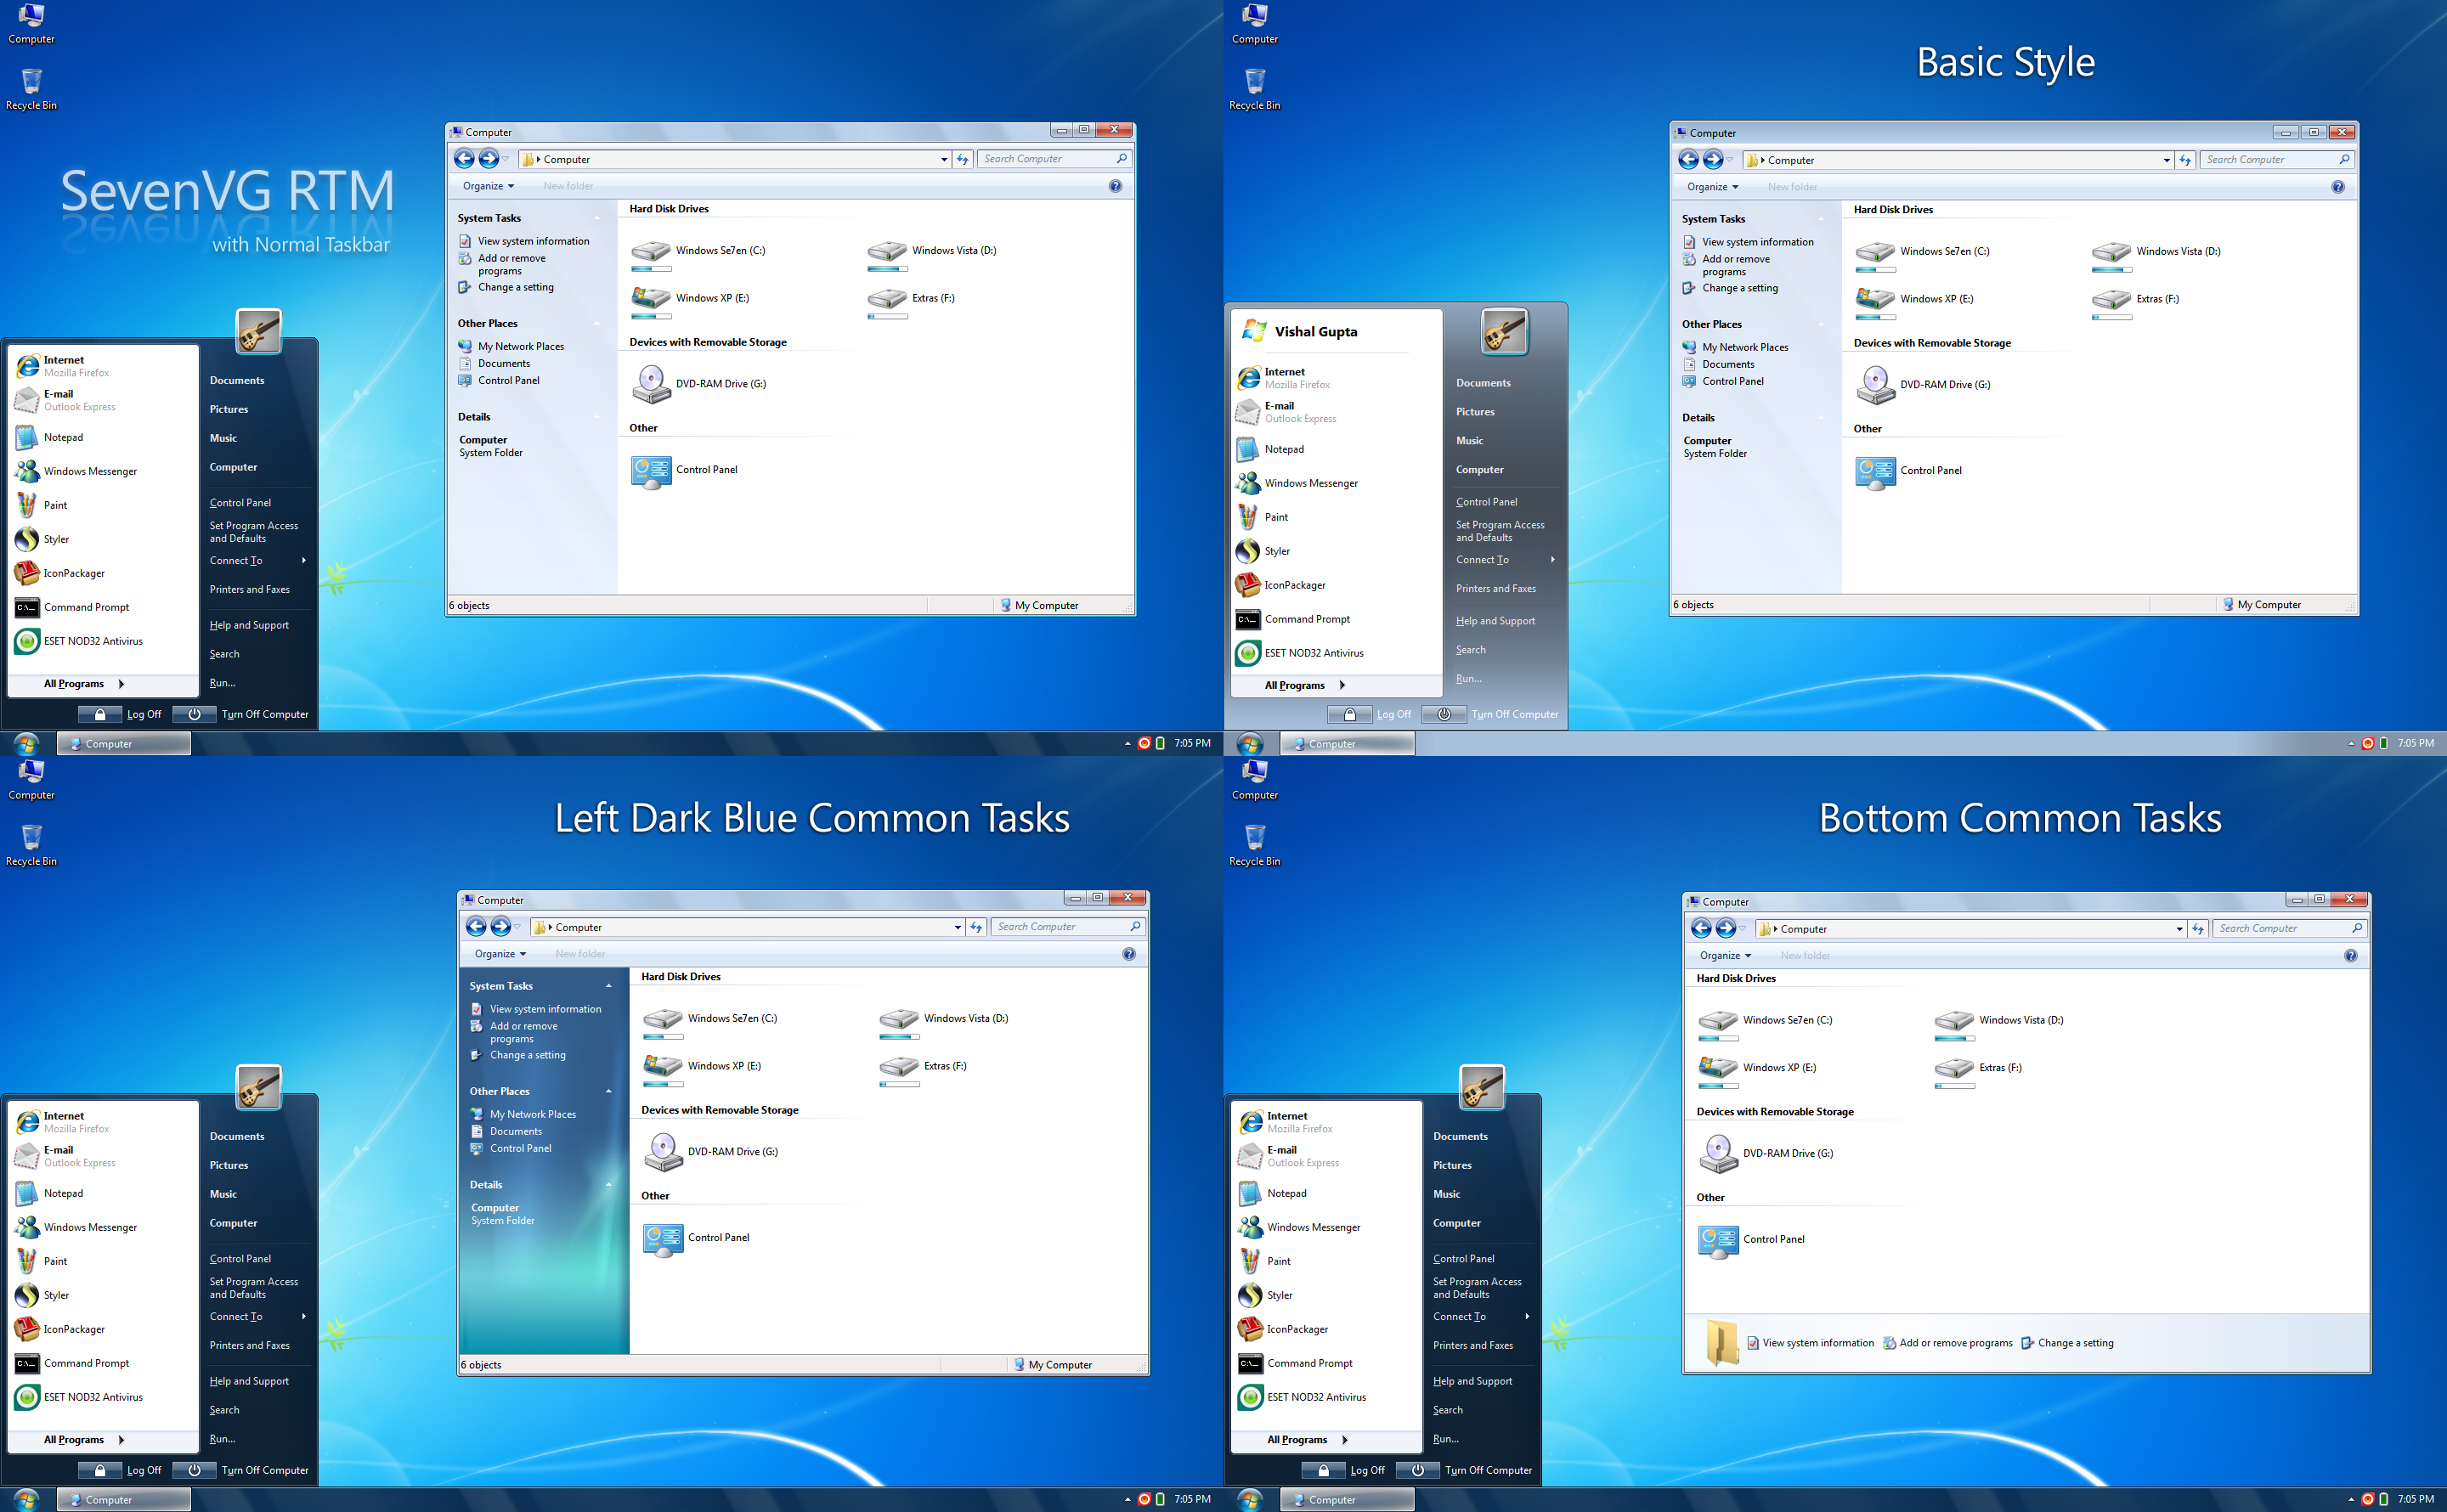 Computer
Recycle Bin
SevenVG RTM
with Normal Taskbar
Computer
Computer
Search Computer
Organize
New folder
System Tasks
View system information
Add or remove
programs
Change a setting
Other Places
My Network Places
Documents
Control Panel
Details
Computer
System Folder
Hard Disk Drives
Windows Se7en (C:)
Windows Vista (D:)
Windows XP (E:)
Extras (F:)
Devices with Removable Storage
DVD-RAM Drive (G:)
Other
Control Panel
6 objects
My Computer
Internet
Mozilla Firefox
E-mail
Outlook Express
Notepad
Windows Messenger
Paint
Styler
IconPackager
Command Prompt
ESET NOD32 Antivirus
All Programs
Documents
Pictures
Music
Computer
Control Panel
Set Program Access
and Defaults
Connect To
Printers and Faxes
Help and Support
Search
Run...
Log Off
Turn Off Computer
Computer
7:05 PM
Computer
Recycle Bin
Basic Style
Computer
Computer
Search Computer
Organize
New folder
System Tasks
View system information
Add or remove
programs
Change a setting
Other Places
My Network Places
Documents
Control Panel
Details
Computer
System Folder
Hard Disk Drives
Windows Se7en (C:)
Windows Vista (D:)
Windows XP (E:)
Extras (F:)
Devices with Removable Storage
DVD-RAM Drive (G:)
Other
Control Panel
6 objects
My Computer
Vishal Gupta
Internet
Mozilla Firefox
E-mail
Outlook Express
Notepad
Windows Messenger
Paint
Styler
IconPackager
Command Prompt
ESET NOD32 Antivirus
All Programs
Documents
Pictures
Music
Computer
Control Panel
Set Program Access
and Defaults
Connect To
Printers and Faxes
Help and Support
Search
Run...
Log Off
Turn Off Computer
Computer
7:05 PM
Computer
Recycle Bin
Left Dark Blue Common Tasks
Computer
Computer
Search Computer
Organize
New folder
System Tasks
View system information
Add or remove
programs
Change a setting
Other Places
My Network Places
Documents
Control Panel
Details
Computer
System Folder
Hard Disk Drives
Windows Se7en (C:)
Windows Vista (D:)
Windows XP (E:)
Extras (F:)
Devices with Removable Storage
DVD-RAM Drive (G:)
Other
Control Panel
6 objects
My Computer
Internet
Mozilla Firefox
E-mail
Outlook Express
Notepad
Windows Messenger
Paint
Styler
IconPackager
Command Prompt
ESET NOD32 Antivirus
All Programs
Documents
Pictures
Music
Computer
Control Panel
Set Program Access
and Defaults
Connect To
Printers and Faxes
Help and Support
Search
Run...
Log Off
Turn Off Computer
Computer
7:05 PM
Computer
Recycle Bin
Bottom Common Tasks
Computer
Computer
Search Computer
Organize
New folder
Hard Disk Drives
Windows Se7en (C:)
Windows Vista (D:)
Windows XP (E:)
Extras (F:)
Devices with Removable Storage
DVD-RAM Drive (G:)
Other
Control Panel
View system information
Add or remove programs
Change a setting
Internet
Mozilla Firefox
E-mail
Outlook Express
Notepad
Windows Messenger
Paint
Styler
IconPackager
Command Prompt
ESET NOD32 Antivirus
All Programs
Documents
Pictures
Music
Computer
Control Panel
Set Program Access
and Defaults
Connect To
Printers and Faxes
Help and Support
Search
Run...
Log Off
Turn Off Computer
Computer
7:05 PM